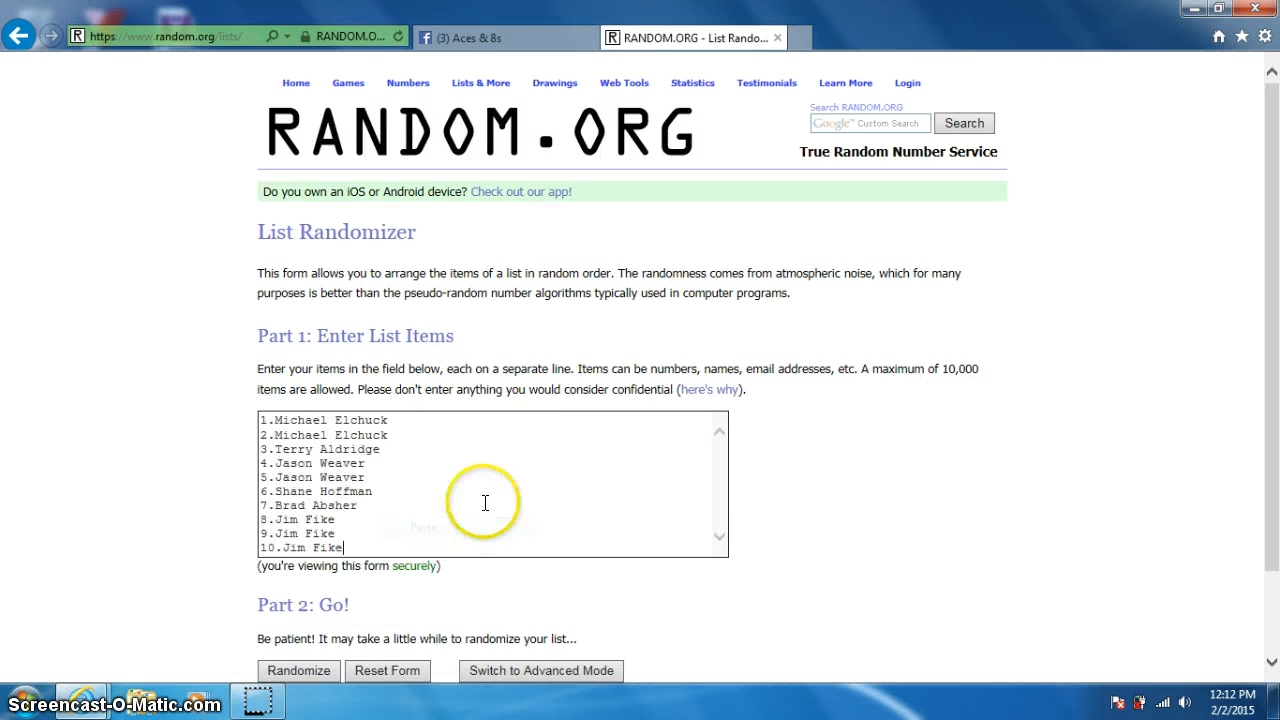 https://www.random.org/lists/
RANDOM.O...
(3) Aces & 8s
RANDOM.ORG - List Rando...
Home Games Numbers Lists & More Drawings Web Tools Statistics Testimonials Learn More Login
RANDOM.ORG
Search RANDOM.ORG
Google™ Custom Search
Search
True Random Number Service
Do you own an iOS or Android device? Check out our app!
List Randomizer
This form allows you to arrange the items of a list in random order. The randomness comes from atmospheric noise, which for many
purposes is better than the pseudo-random number algorithms typically used in computer programs.
Part 1: Enter List Items
Enter your items in the field below, each on a separate line. Items can be numbers, names, email addresses, etc. A maximum of 10,000
items are allowed. Please don't enter anything you would consider confidential (here's why).
1.Michael Elchuck
2.Michael Elchuck
3.Terry Aldridge
4.Jason Weaver
5.Jason Weaver
6.Shane Hoffman
7.Brad Absher
8.Jim Fike
Paste
9.Jim Fike
10.Jim Fike
(you're viewing this form securely)
Part 2: Go!
Be patient! It may take a little while to randomize your list...
Randomize Reset Form Switch to Advanced Mode
Screencast-O-Matic.com
12:12 PM
2/2/2015